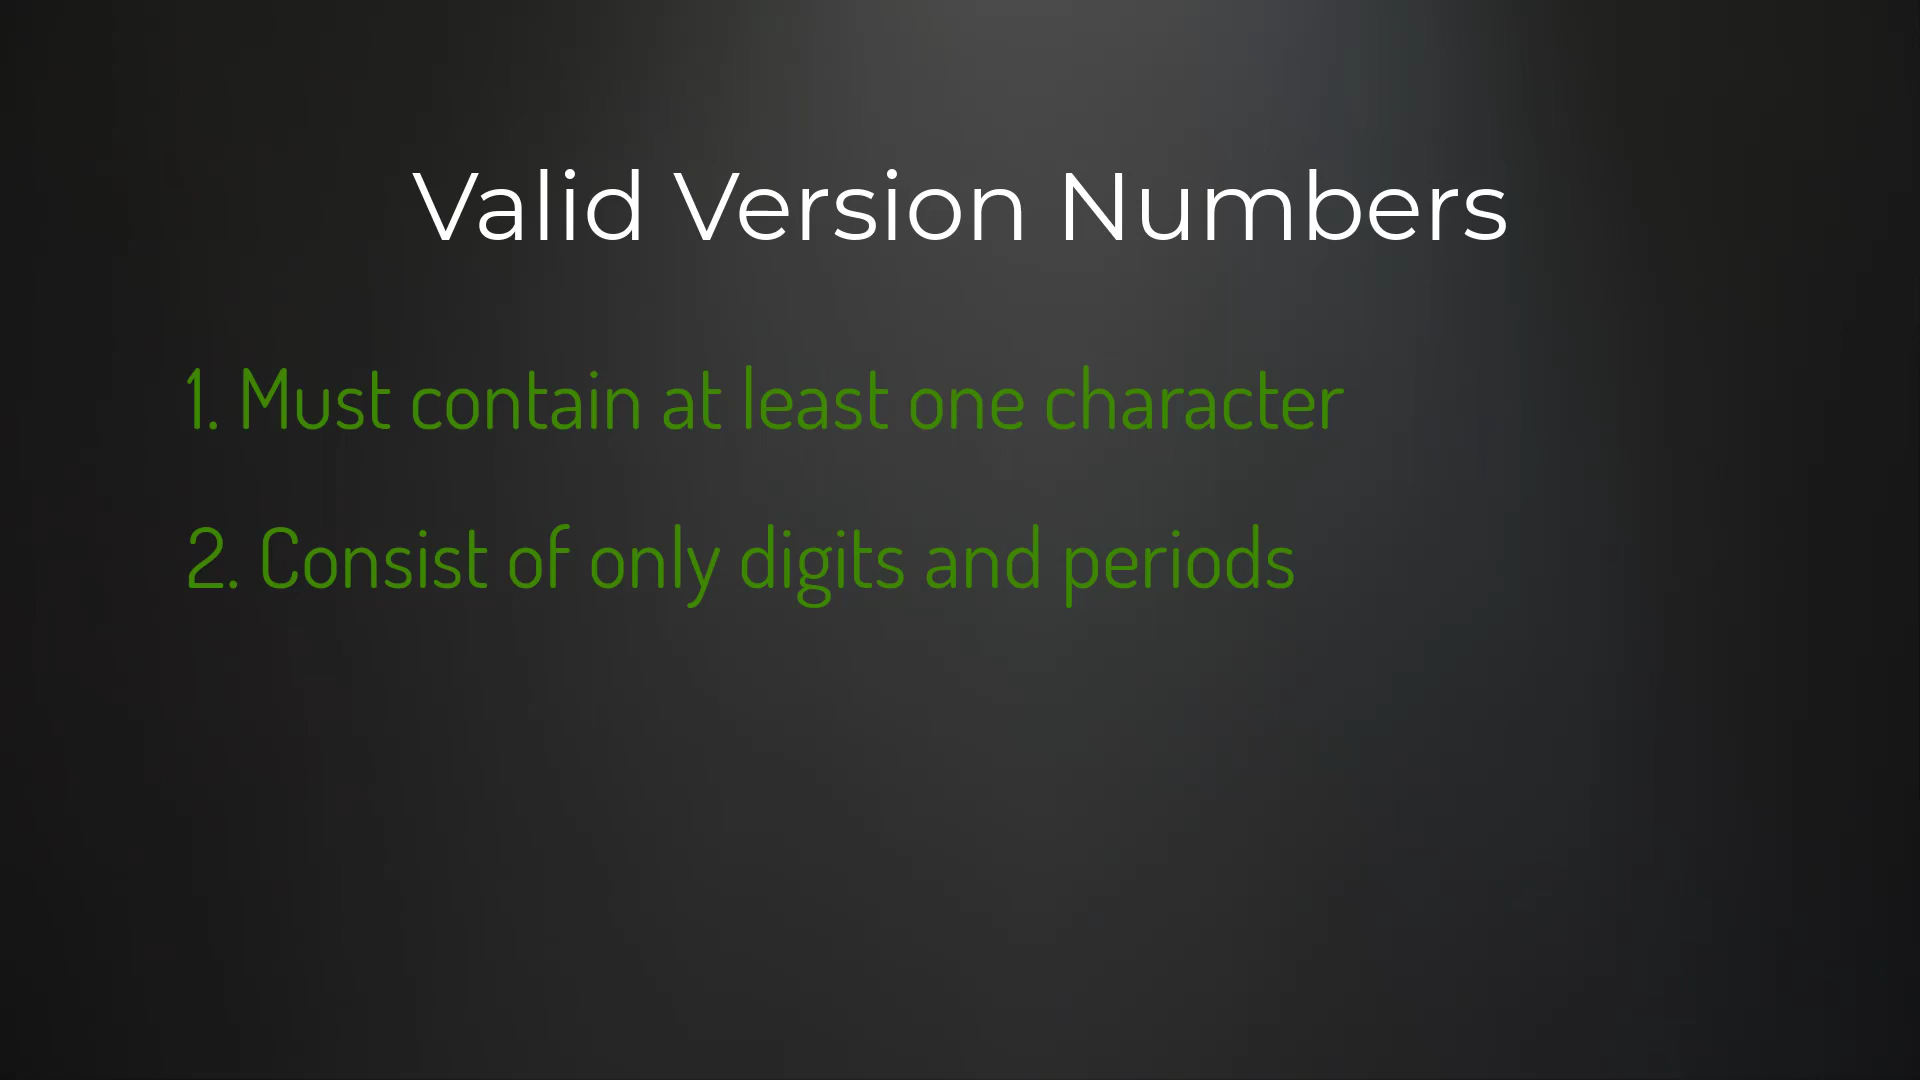 Valid Version Numbers
1. Must contain at least one character
2. Consist of only digits and periods